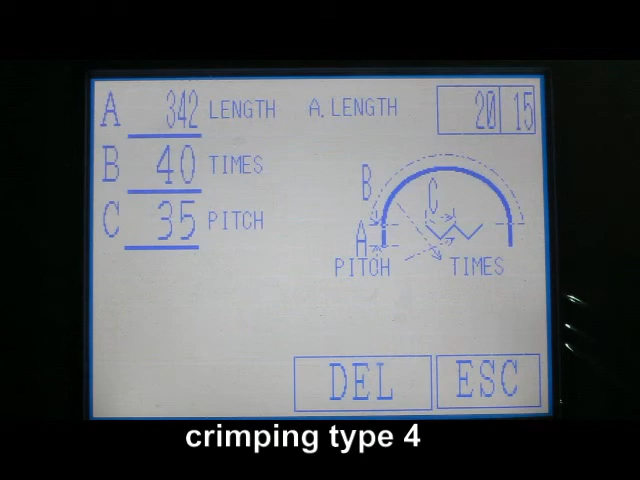 A 342 LENGTH A. LENGTH 20 15
B 40 TIMES
C 35 PITCH
B
C
A
PITCH TIMES
DEL ESC
crimping type 4